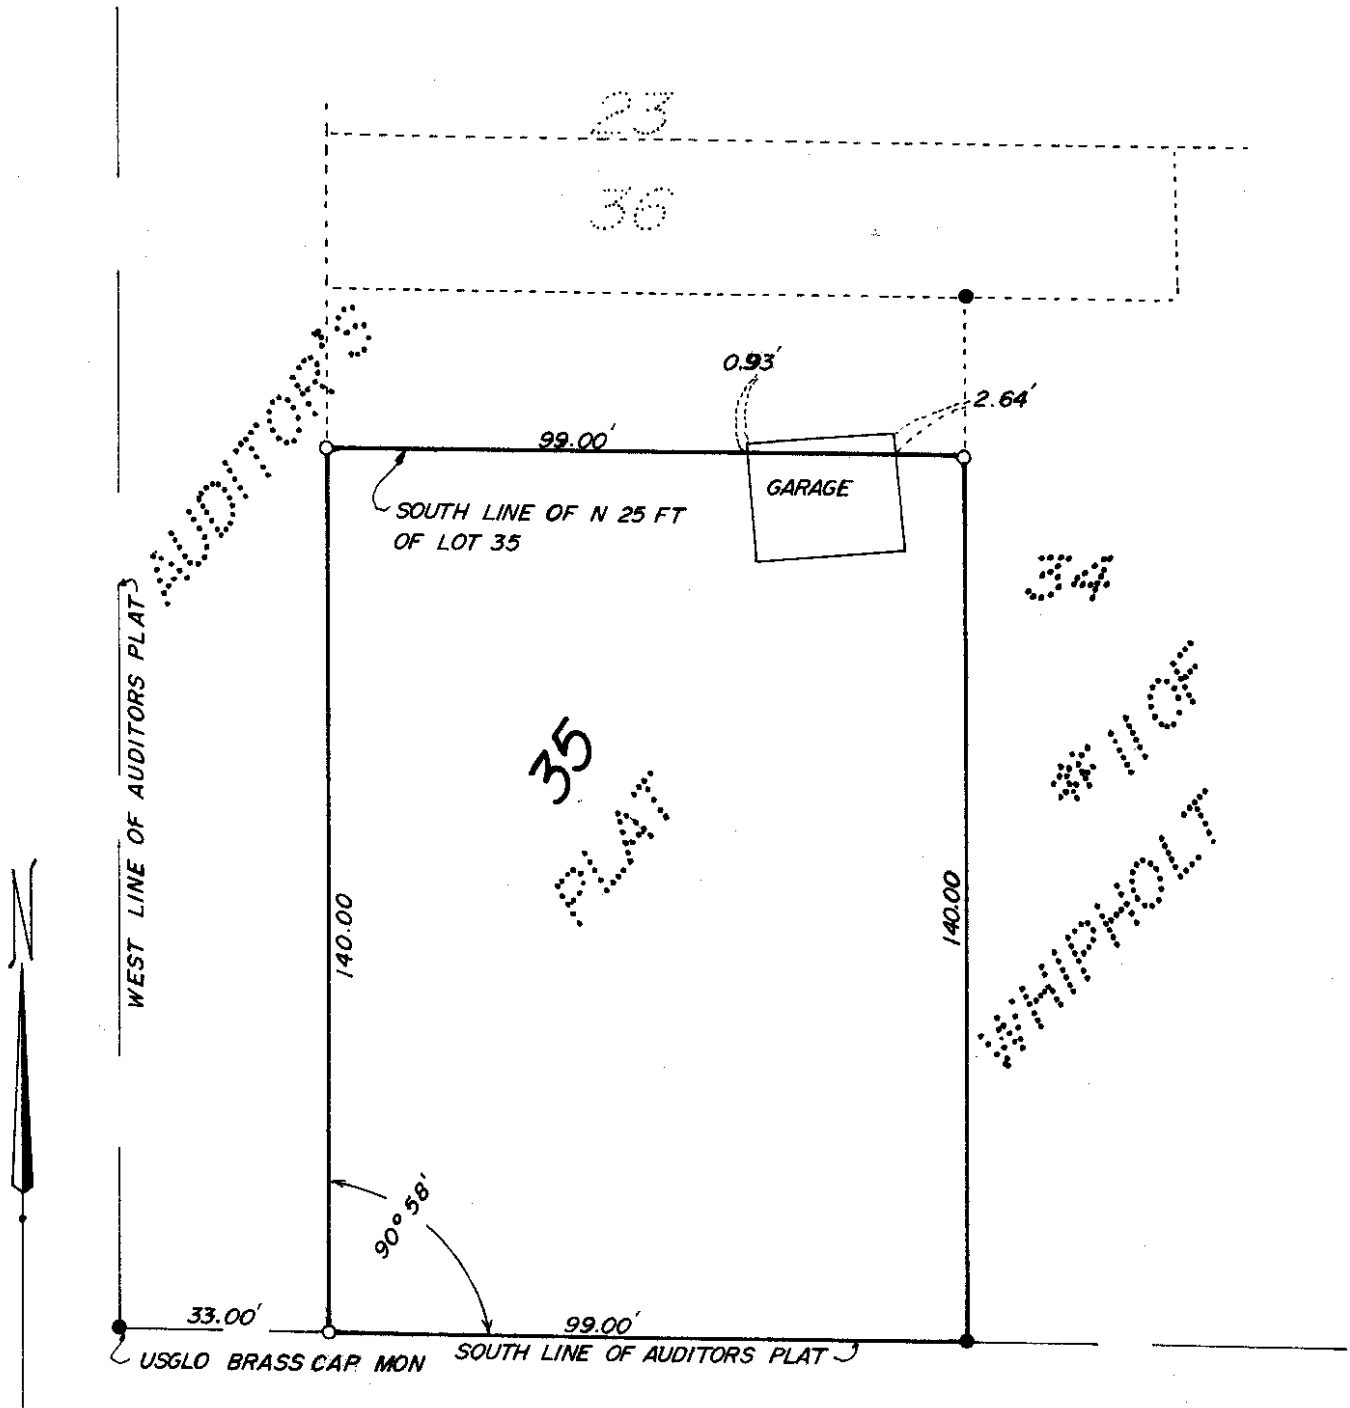 23
36
AUDITOR'S
0.93'
2.64'
99.00'
GARAGE
SOUTH LINE OF N 25 FT
OF LOT 35
34
WEST LINE OF AUDITORS PLAT
35
PLAT
# 11 OF
WHIPHOLT
140.00
140.00
N
90° 58'
33.00'
99.00'
USGLO BRASS CAP MON
SOUTH LINE OF AUDITORS PLAT